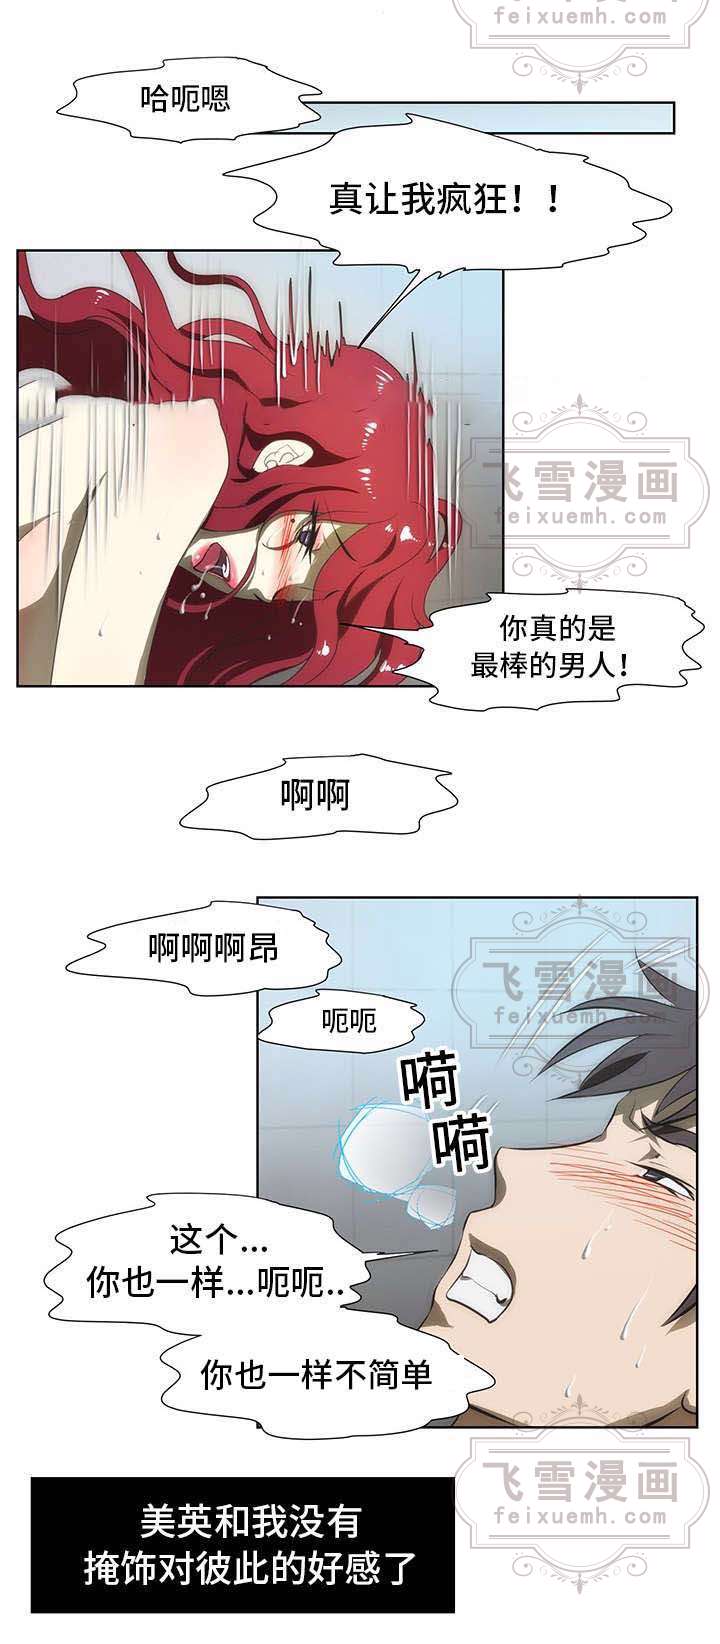 feixuemh.com
哈呃嗯
真让我疯狂！！
飞雪漫画
feixuemh.com
你真的是
最棒的男人！
啊啊
啊啊啊昂
飞雪漫画
feixuemh.com
呃呃
嗬
嗬
这个...
你也一样...呃呃..
你也一样不简单
飞雪漫画
feixuemh.com
美英和我没有
掩饰对彼此的好感了